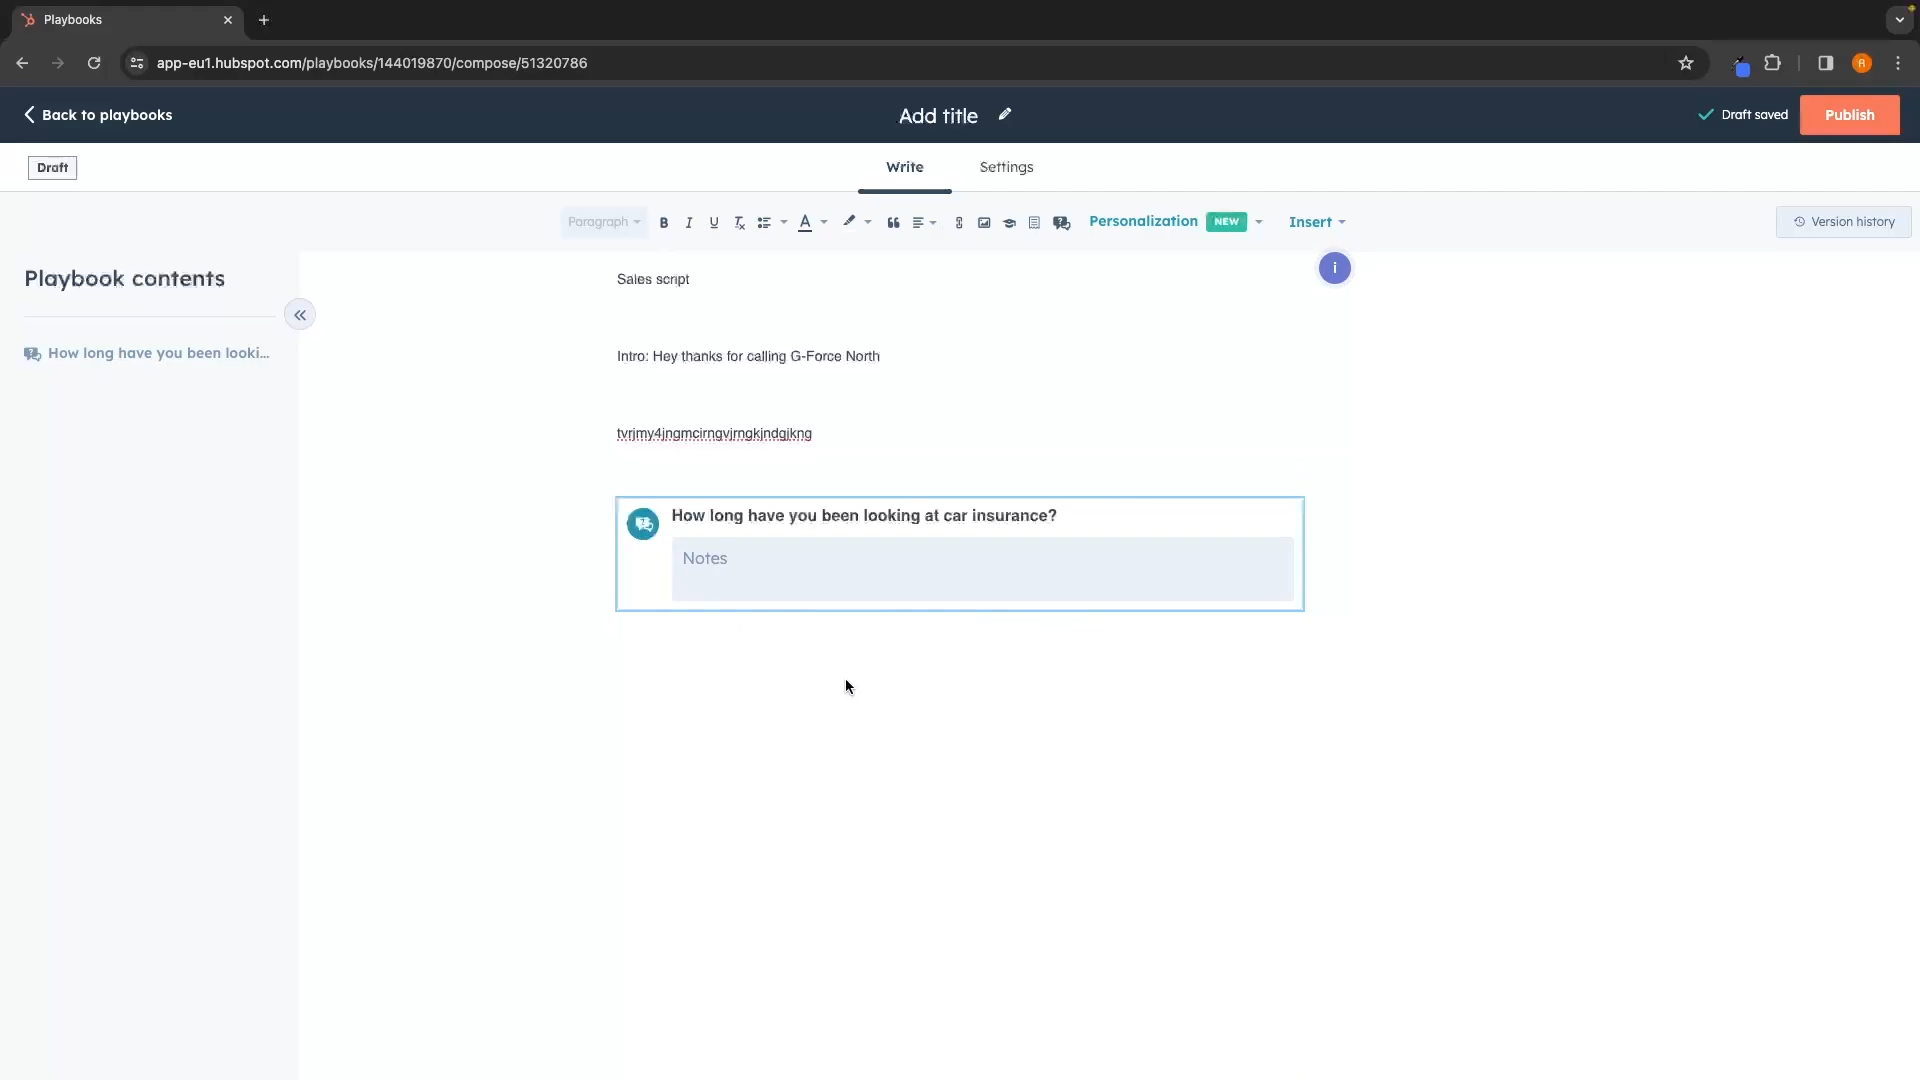 Playbooks
app-eu1.hubspot.com/playbooks/144019870/compose/51320786
R
Back to playbooks
Add title
Draft saved
Publish
Draft
Write
Settings
Paragraph
B I U
A
Personalization NEW
Insert
Version history
Playbook contents
How long have you been looki...
Sales script
i
Intro: Hey thanks for calling G-Force North
tvrjmy4jngmcirngvjrngkjndgjkng
How long have you been looking at car insurance?
Notes